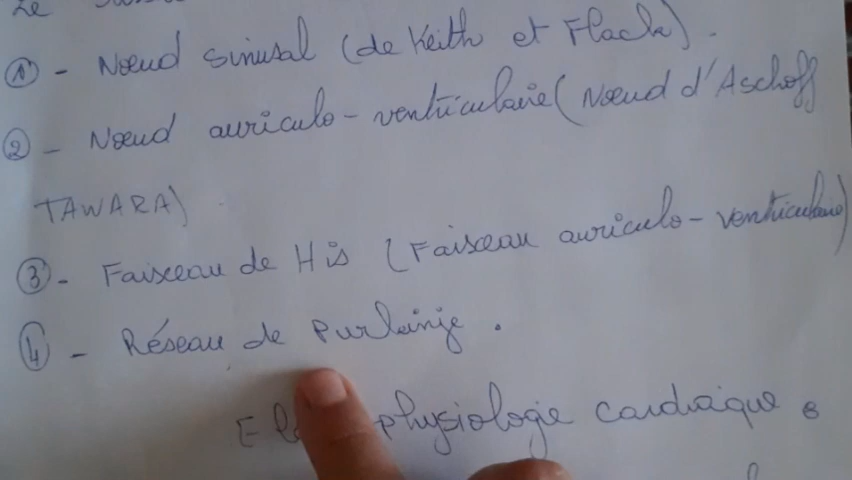 Le
① - Nœud sinusal (de Keith et Flack).
② - Nœud auriculo-ventriculaire (Nœud d'Aschoff
TAWARA)
③ - Faisceau de His (Faisceau auriculo-ventriculaire)
④ - Réseau de Purkinje.
physiologie cardiaque :